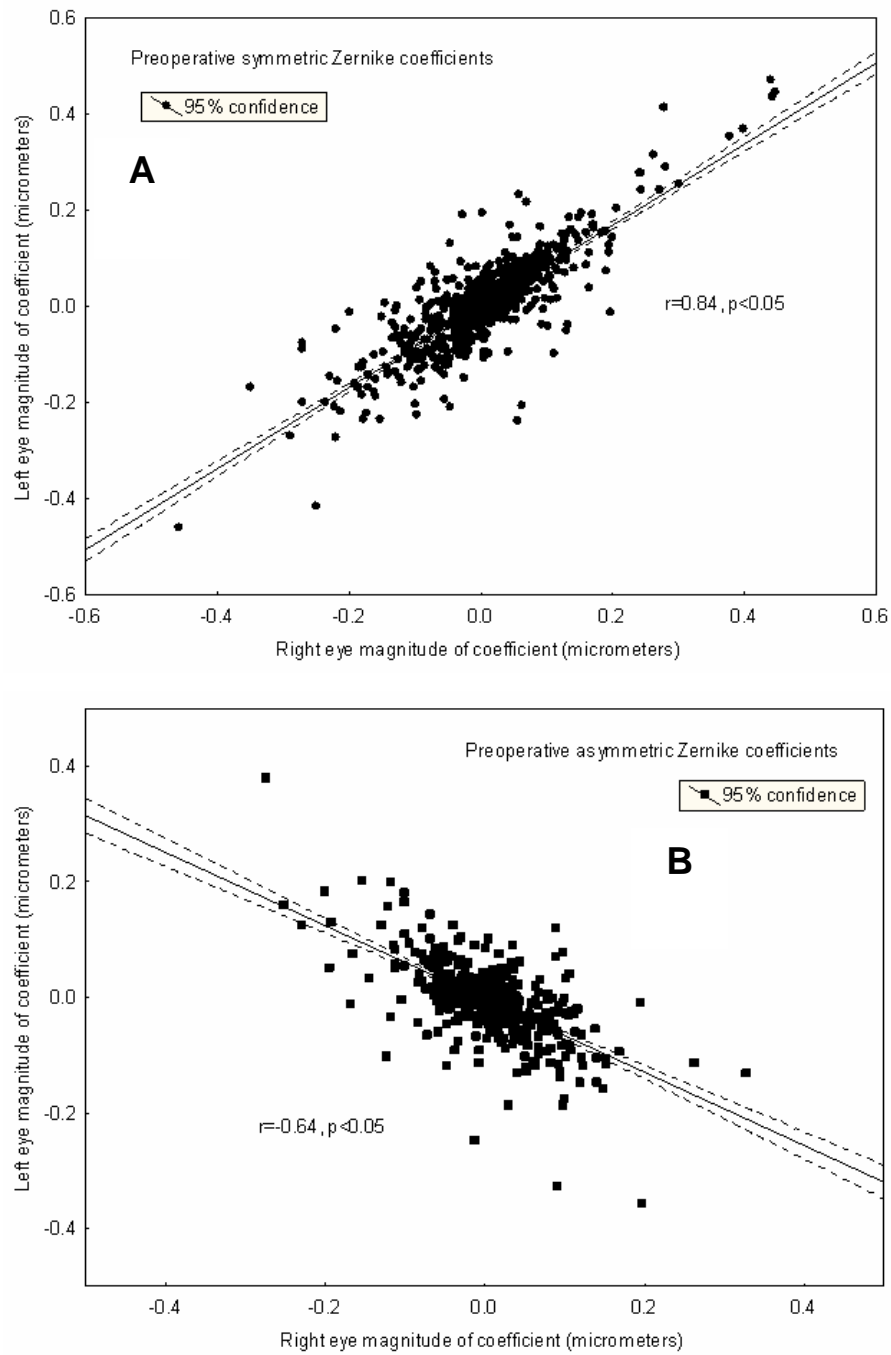 0.6
Preoperative symmetric Zernike coefficients
95% confidence
0.4
A
0.2
0.0
r=0.84, p<0.05
-0.2
-0.4
-0.6
-0.6 -0.4 -0.2 0.0 0.2 0.4 0.6
Left eye magnitude of coefficient (micrometers)
Right eye magnitude of coefficient (micrometers)
Preoperative asymmetric Zernike coefficients
0.4
95% confidence
B
0.2
0.0
-0.2
r=-0.64, p<0.05
-0.4
-0.4 -0.2 0.0 0.2 0.4
Left eye magnitude of coefficient (micrometers)
Right eye magnitude of coefficient (micrometers)